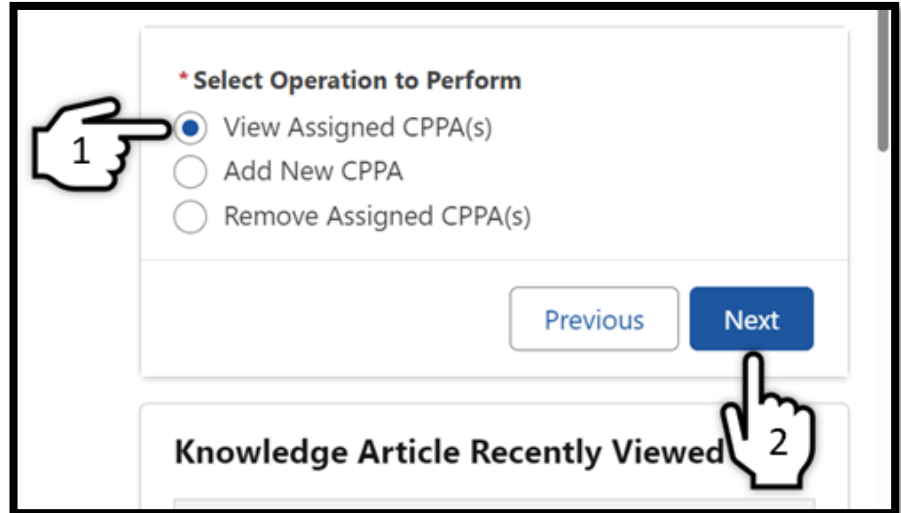 * Select Operation to Perform
1
View Assigned CPPA(s)
Add New CPPA
Remove Assigned CPPA(s)
Previous Next
2
Knowledge Article Recently Viewed